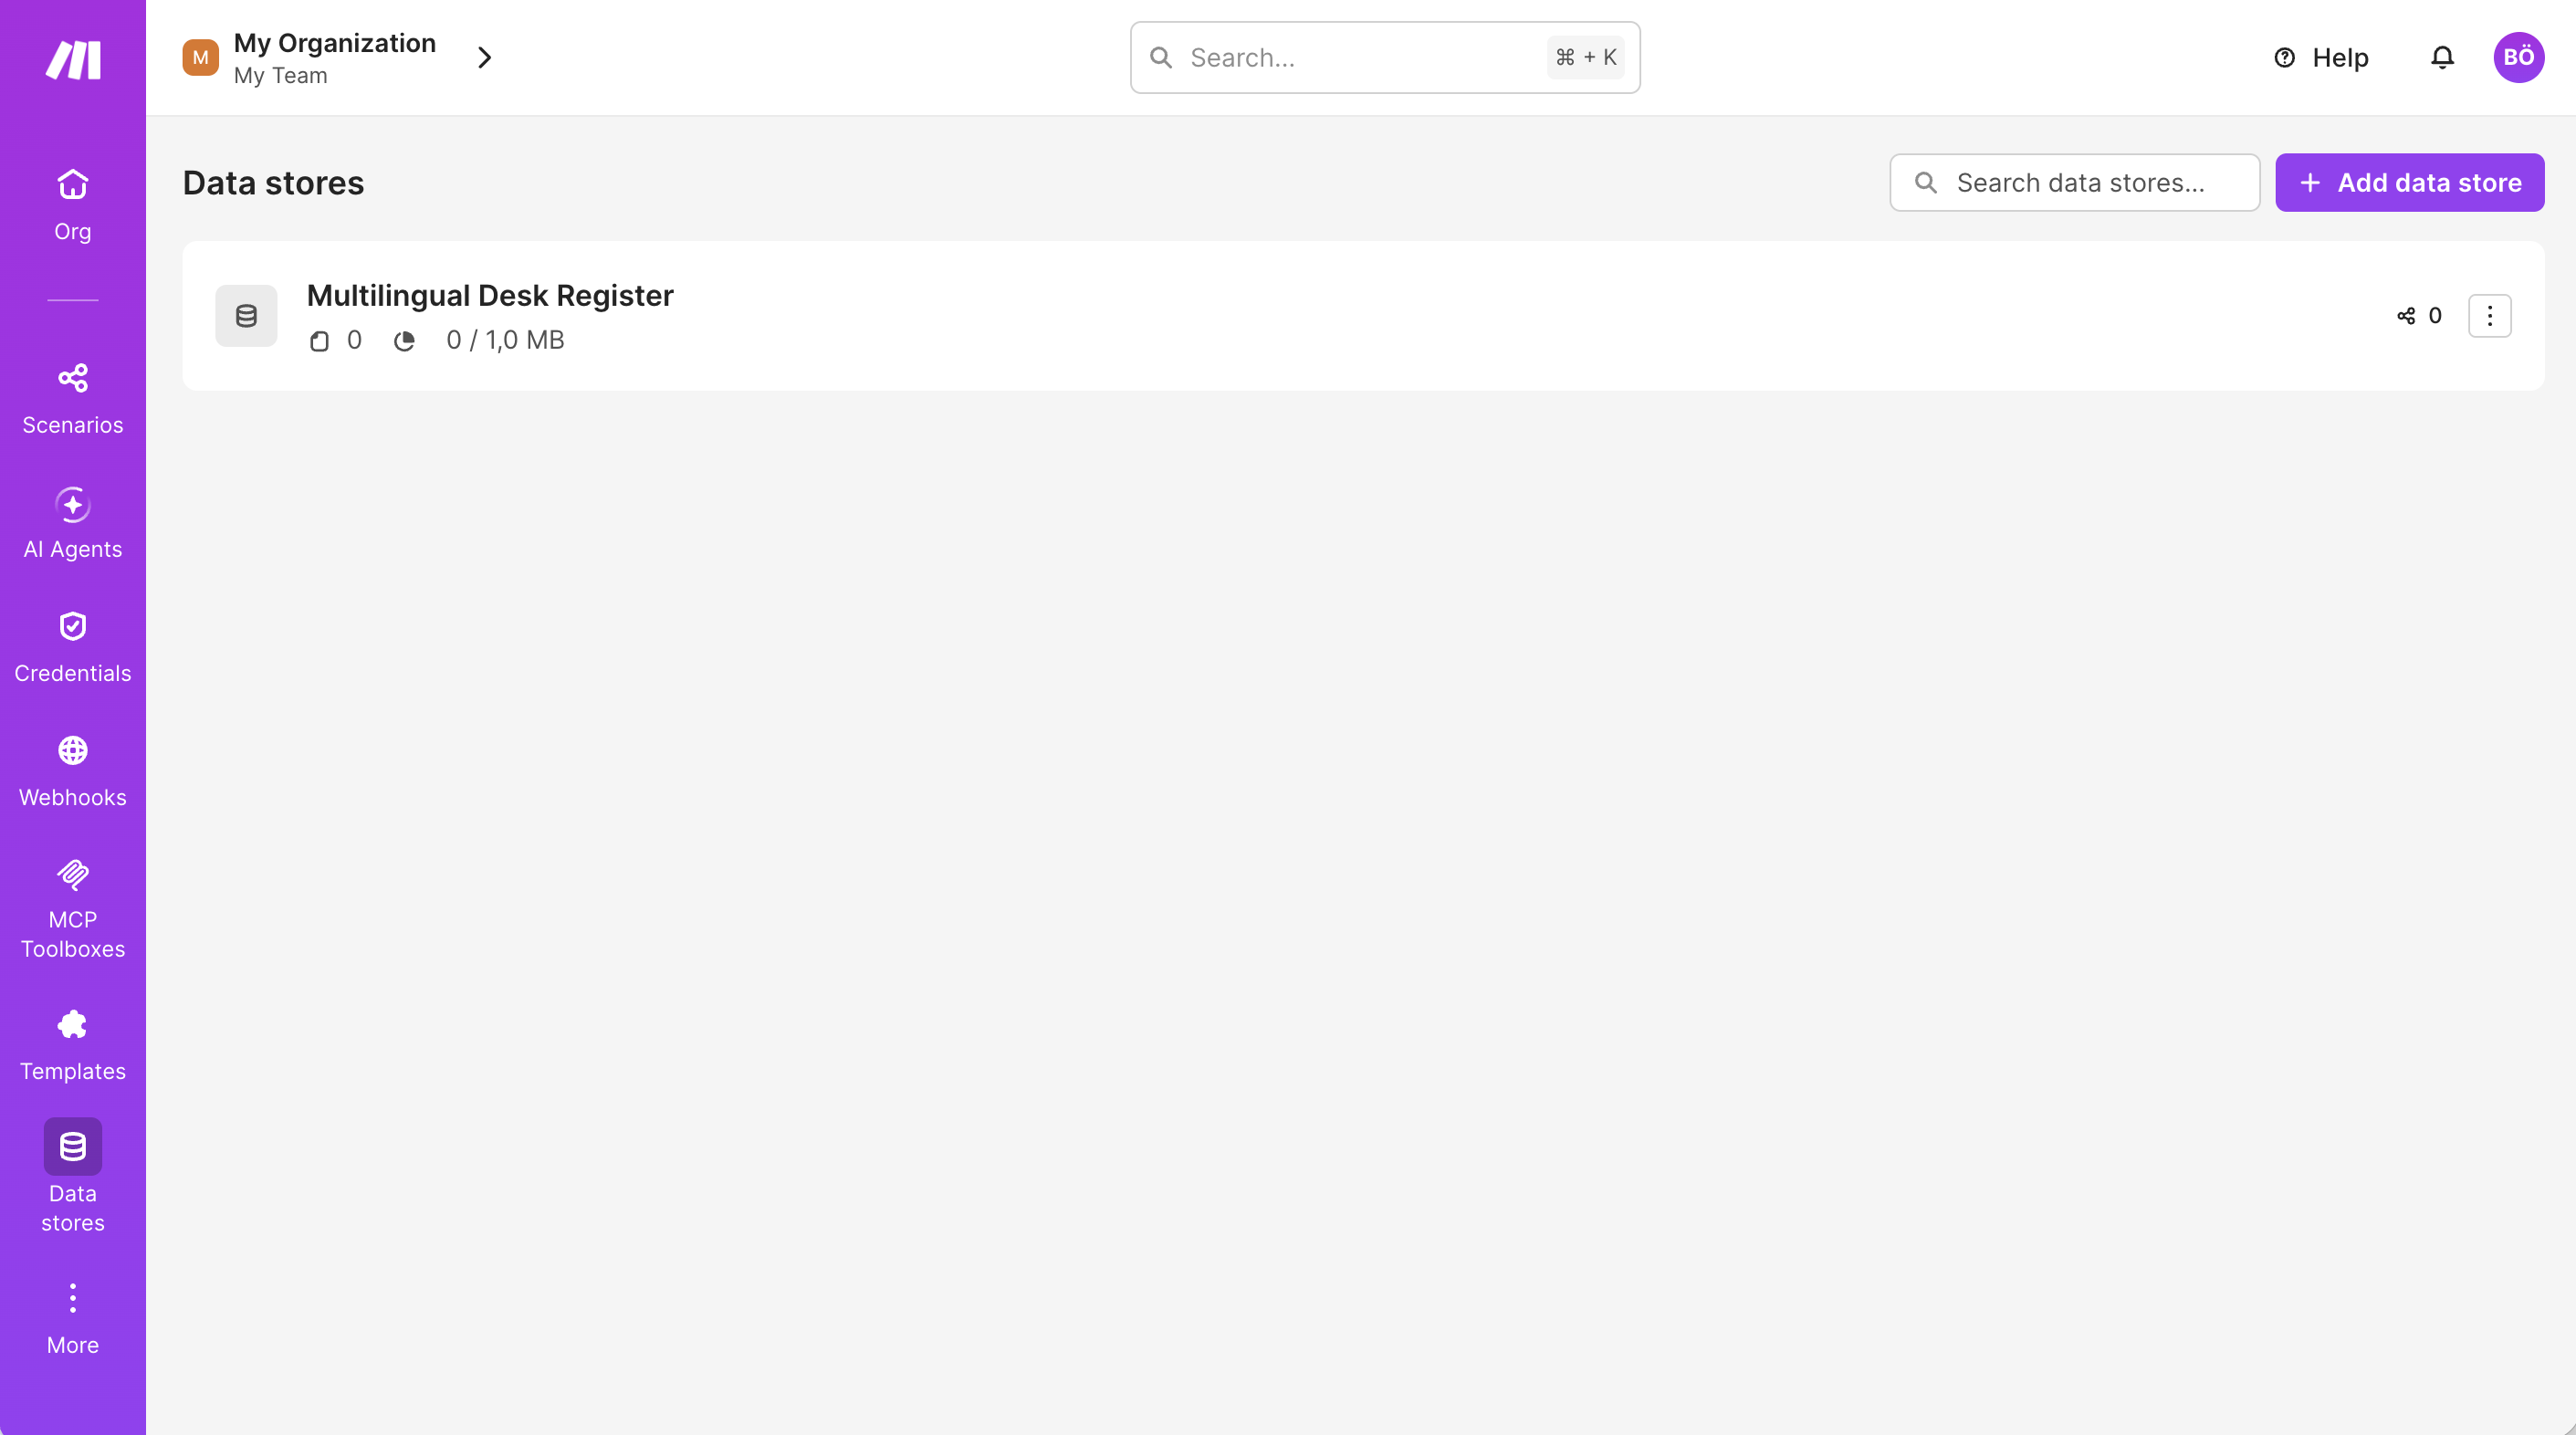 My Organization
My Team
M
Search...
⌘ + K
Help
BÖ
Org
Scenarios
AI Agents
Credentials
Webhooks
MCP
Toolboxes
Templates
Data
stores
More
Data stores
Search data stores...
+ Add data store
Multilingual Desk Register
0
0 / 1,0 MB
0